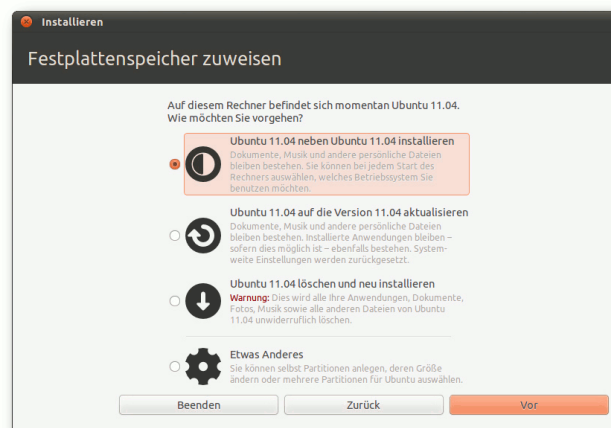 Installieren
Festplattenspeicher zuweisen
Auf diesem Rechner befindet sich momentan Ubuntu 11.04.
Wie möchten Sie vorgehen?
Ubuntu 11.04 neben Ubuntu 11.04 installieren
Dokumente, Musik und andere persönliche Dateien
bleiben bestehen. Sie können bei jedem Start des
Rechners auswählen, welches Betriebssystem Sie
benutzen möchten.
Ubuntu 11.04 auf die Version 11.04 aktualisieren
Dokumente, Musik und andere persönliche Dateien
bleiben bestehen. Installierte Anwendungen bleiben –
sofern dies möglich ist – ebenfalls bestehen. System-
weite Einstellungen werden zurückgesetzt.
Ubuntu 11.04 löschen und neu installieren
Warnung: Dies wird alle Ihre Anwendungen, Dokumente,
Fotos, Musik sowie alle anderen Dateien von Ubuntu
11.04 unwiderruflich löschen.
Etwas Anderes
Sie können selbst Partitionen anlegen, deren Größe
ändern oder mehrere Partitionen für Ubuntu auswählen.
Beenden
Zurück
Vor